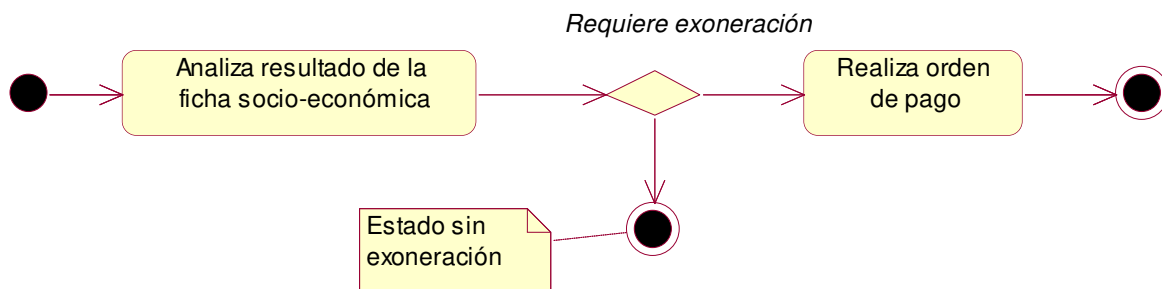 Requiere exoneración
Analiza resultado de la
ficha socio-económica
Realiza orden
de pago
Estado sin
exoneración